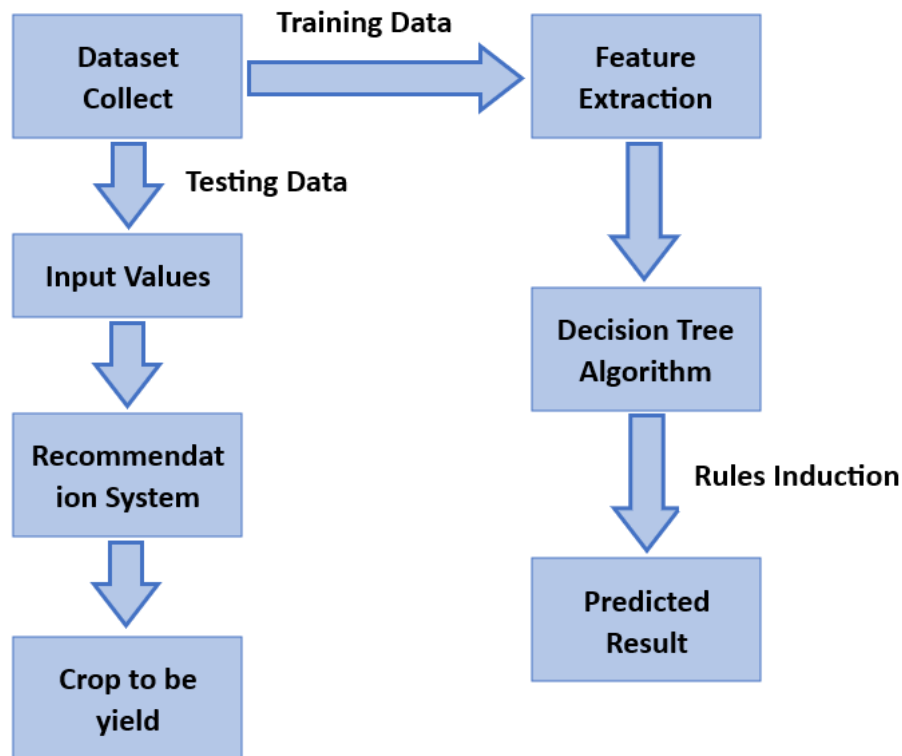 Training Data
Dataset
Collect
Feature
Extraction
Testing Data
Input Values
Decision Tree
Algorithm
Recommendat
ion System
Rules Induction
Predicted
Result
Crop to be
yield